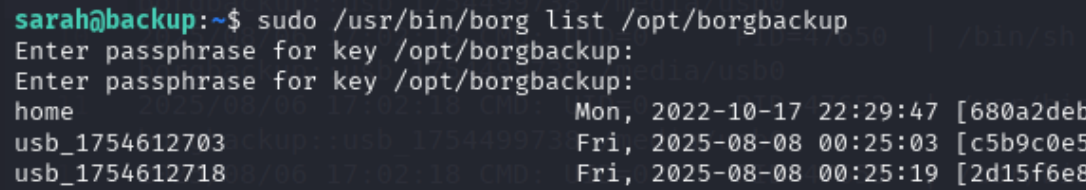 sarah@backup:~$ sudo /usr/bin/borg list /opt/borgbackup
Enter passphrase for key /opt/borgbackup:
Enter passphrase for key /opt/borgbackup:
home Mon, 2022-10-17 22:29:47 [680a2deb
usb_1754612703 Fri, 2025-08-08 00:25:03 [c5b9c0e5
usb_1754612718 Fri, 2025-08-08 00:25:19 [2d15f6e8